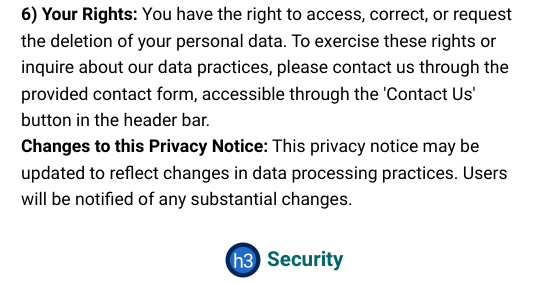 6) Your Rights: You have the right to access, correct, or request
the deletion of your personal data. To exercise these rights or
inquire about our data practices, please contact us through the
provided contact form, accessible through the 'Contact Us'
button in the header bar.
Changes to this Privacy Notice: This privacy notice may be
updated to reflect changes in data processing practices. Users
will be notified of any substantial changes.
h3 Security